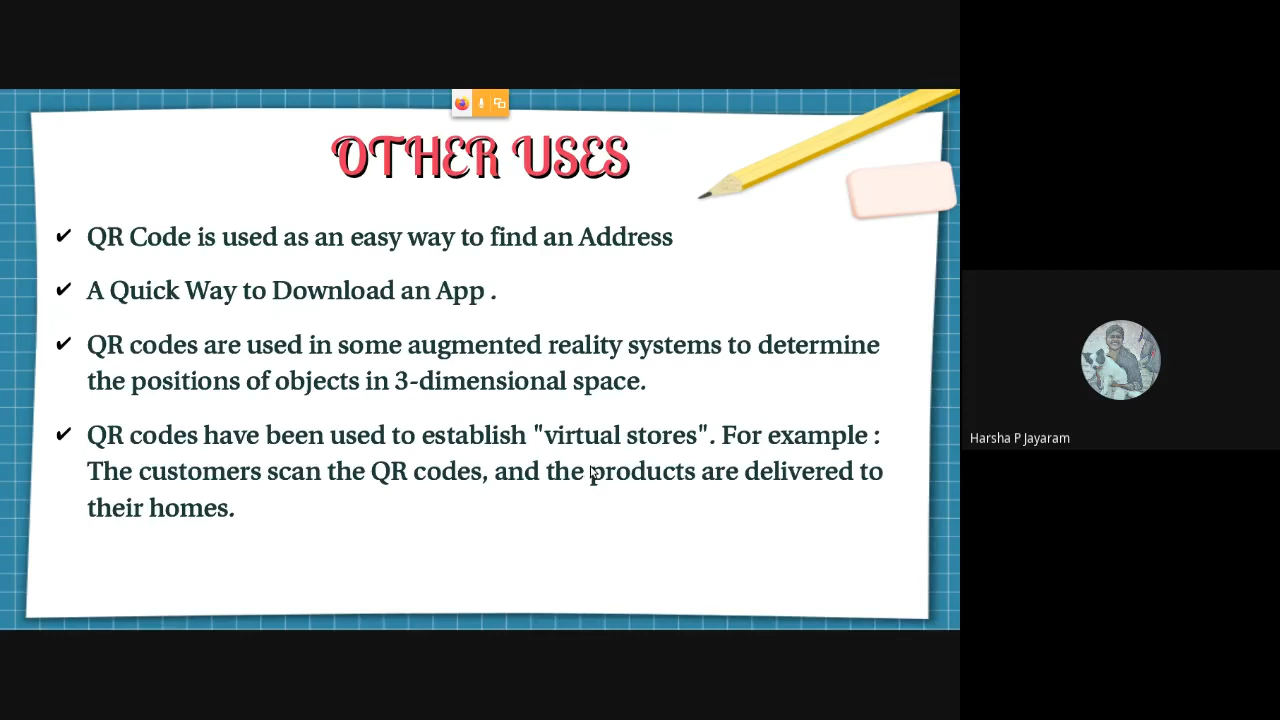 OTHER USES
✔ QR Code is used as an easy way to find an Address
✔ A Quick Way to Download an App .
✔ QR codes are used in some augmented reality systems to determine
the positions of objects in 3-dimensional space.
✔ QR codes have been used to establish "virtual stores". For example :
The customers scan the QR codes, and the products are delivered to
their homes.
Harsha P Jayaram